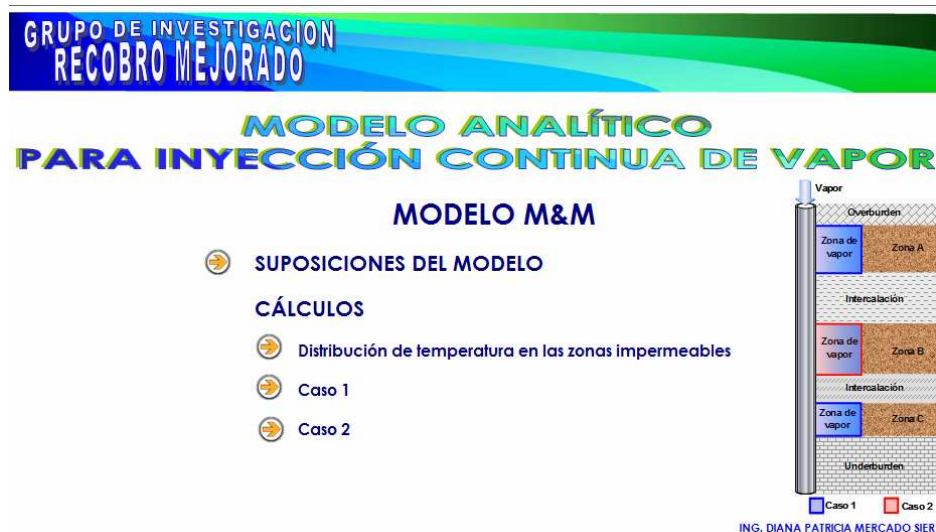 GRUPO DE INVESTIGACION
RECOBRO MEJORADO
MODELO ANALÍTICO
PARA INYECCIÓN CONTINUA DE VAPOR
MODELO M&M
SUPOSICIONES DEL MODELO
CÁLCULOS
Distribución de temperatura en las zonas impermeables
Caso 1
Caso 2
Vapor
Overburden
Zona de vapor
Zona A
Intercalación
Zona de vapor
Zona B
Intercalación
Zona de vapor
Zona C
Underburden
Caso 1
Caso 2
ING. DIANA PATRICIA MERCADO SIER